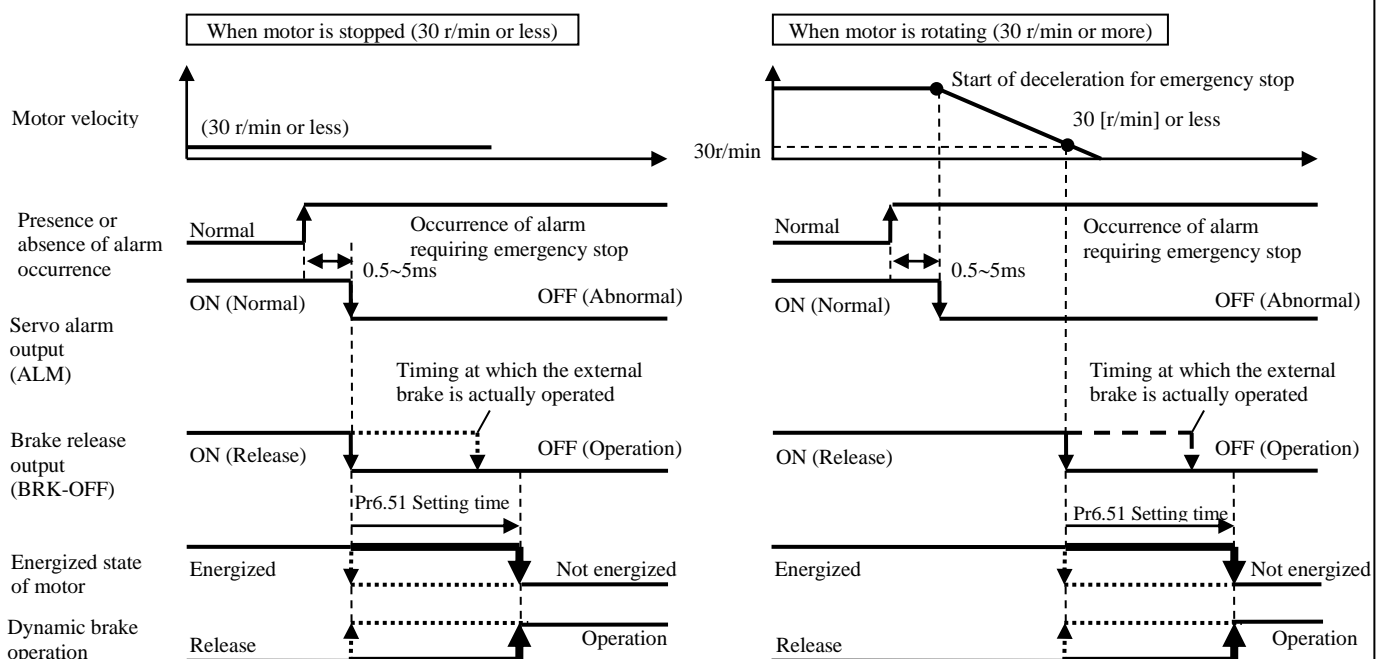 When motor is stopped (30 r/min or less)
When motor is rotating (30 r/min or more)
Motor velocity
(30 r/min or less)
Start of deceleration for emergency stop
30 [r/min] or less
30r/min
Presence or
absence of alarm
occurrence
Normal
Occurrence of alarm
requiring emergency stop
0.5~5ms
Normal
Occurrence of alarm
requiring emergency stop
0.5~5ms
Servo alarm
output
(ALM)
ON (Normal)
OFF (Abnormal)
ON (Normal)
OFF (Abnormal)
Timing at which the external
brake is actually operated
Timing at which the external
brake is actually operated
Brake release
output
(BRK-OFF)
ON (Release)
OFF (Operation)
ON (Release)
OFF (Operation)
Pr6.51 Setting time
Pr6.51 Setting time
Energized state
of motor
Energized
Not energized
Energized
Not energized
Dynamic brake
operation
Release
Operation
Release
Operation